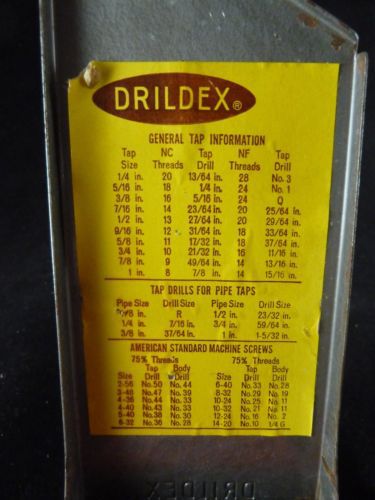 DRILDEX®
GENERAL TAP INFORMATION
Tap NC Tap NF Tap
Size Threads Drill Threads Drill
1/4 in 20 13/64 in 28 No. 3
5/16 in 18 1/4 in 24 No. 1
3/8 in 16 5/16 in 24 Q
7/16 in 14 23/64 in 20 25/64 in
1/2 in 13 27/64 in 20 29/64 in
9/16 in 12 31/64 in 18 33/64 in
5/8 in 11 17/32 in 18 37/64 in
3/4 in 10 21/32 in 16 11/16 in
7/8 in 9 49/64 in 14 13/16 in
1 in 8 7/8 in 14 15/16 in
TAP DRILLS FOR PIPE TAPS
Pipe Size Drill Size Pipe Size Drill Size
/8 in R 1/2 in 23/32 in
1/4 in 7/16 in 3/4 in 59/64 in
3/8 in 37/64 in 1 in 1-5/32 in
AMERICAN STANDARD MACHINE SCREWS
75% Threads 75% Threads
Tap Body Tap Body
Size Drill Drill Size Drill Drill
2-56 No.50 No.44 6-40 No.33 No.28
3-48 No.47 No.39 8-32 No.29 No.19
4-36 No.44 No.33 10-24 No.25 No.11
4-40 No.43 No.33 10-32 No.21 No.11
5-40 No.38 No.30 12-24 No.16 No. 2
6-32 No.36 No.28 14-20 No.10 1/4 G
DRILDEX